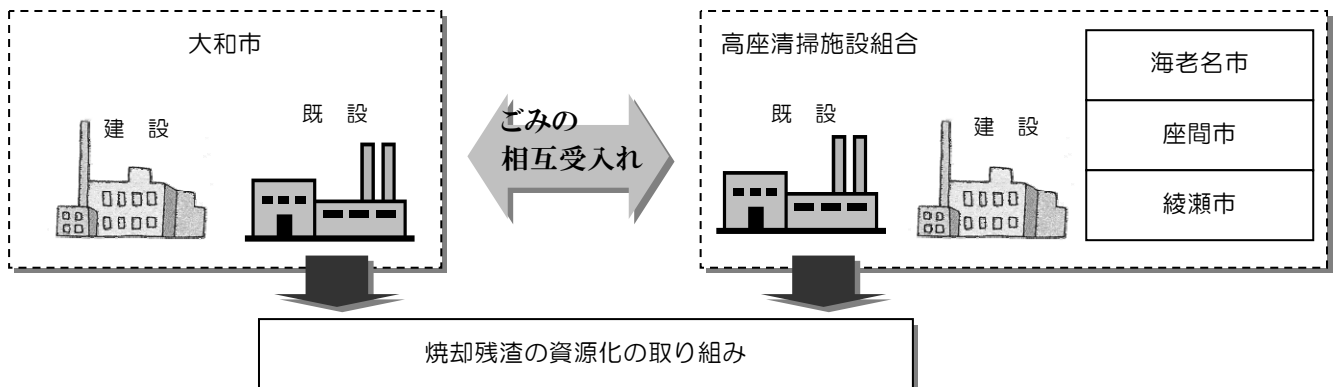 大和市
建　設
既　設
ごみの
相互受入れ
高座清掃施設組合
既　設
建　設
海老名市
座間市
綾瀬市
焼却残渣の資源化の取り組み